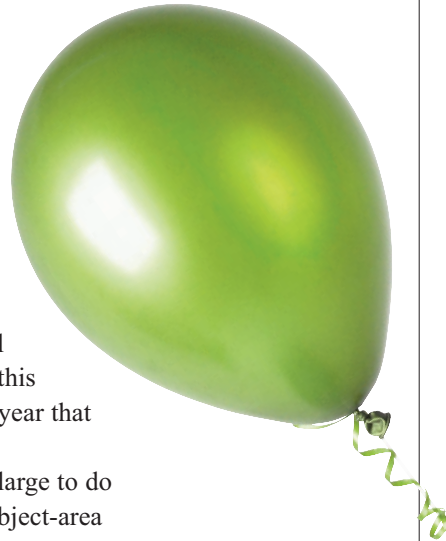 this
year that
large to do
bject-area